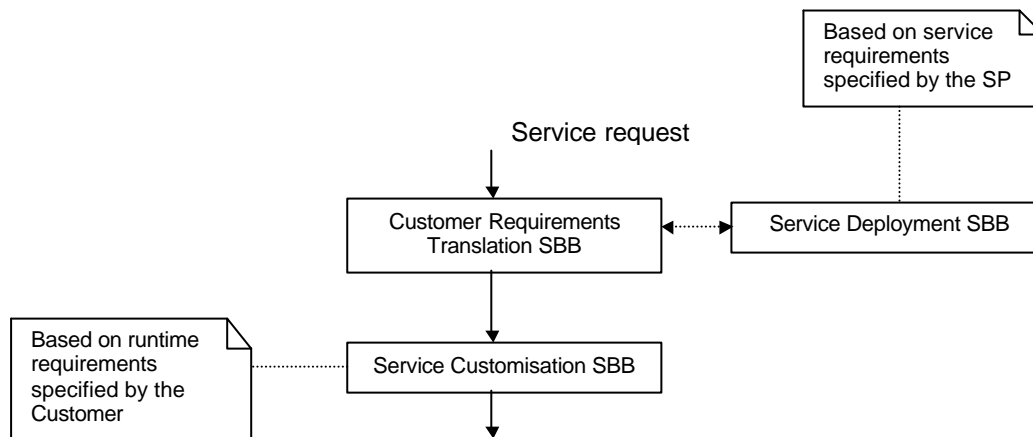 Based on service
requirements
specified by the SP
Service request
Customer Requirements
Translation SBB
Service Deployment SBB
Based on runtime
requirements
specified by the
Customer
Service Customisation SBB